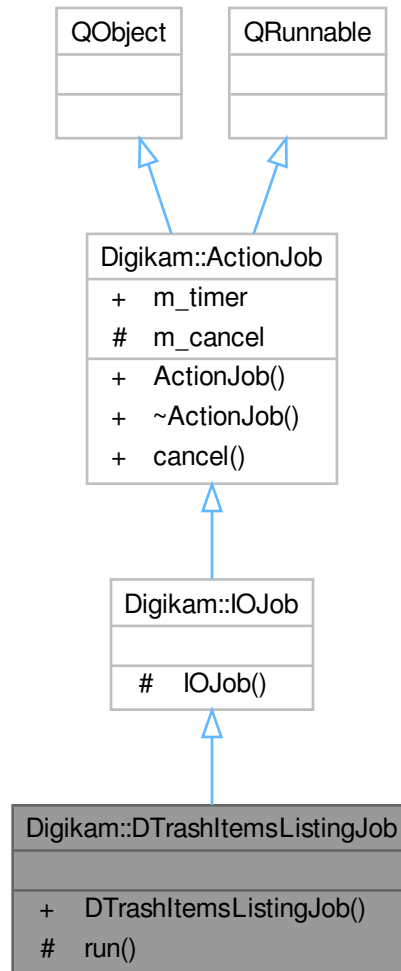 QObject
QRunnable
Digikam::ActionJob
+ m_timer
# m_cancel
+ ActionJob()
+ ~ActionJob()
+ cancel()
Digikam::IOJob
# IOJob()
Digikam::DTrashItemsListingJob
+ DTrashItemsListingJob()
# run()